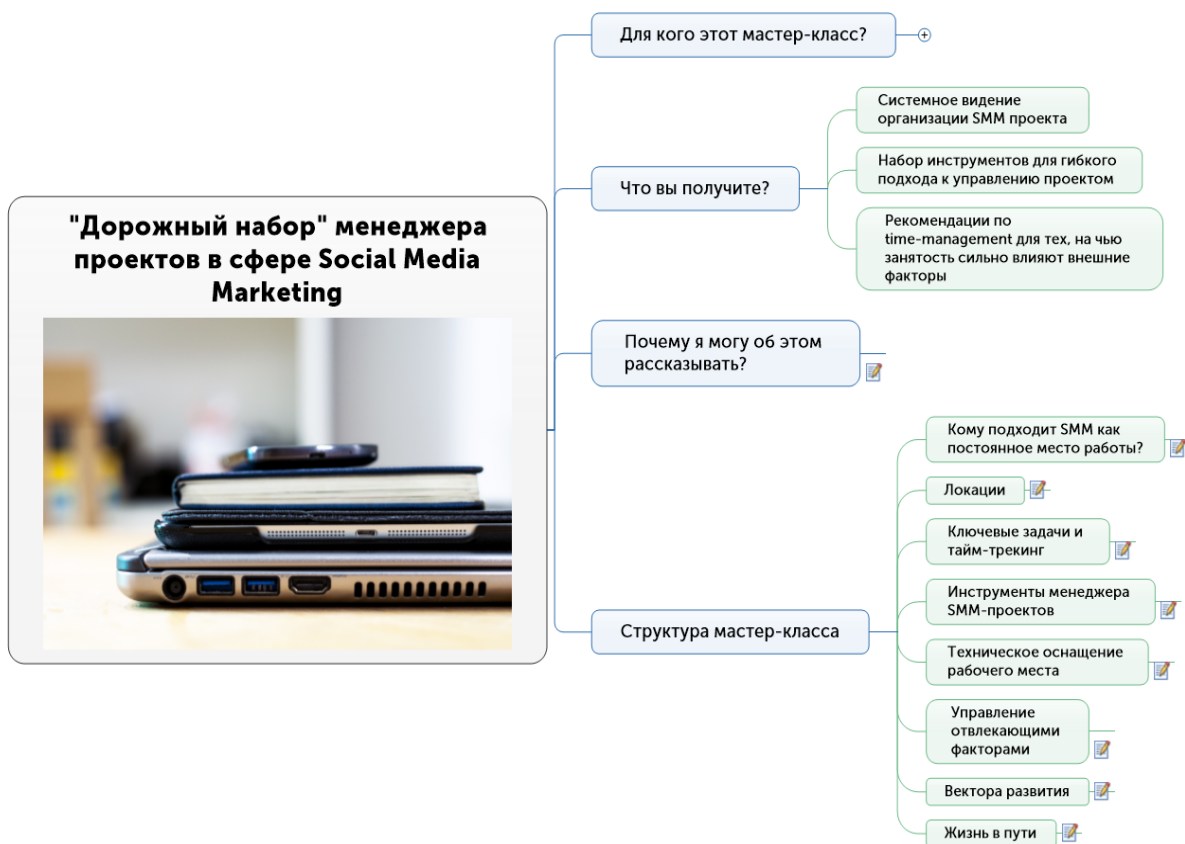 "Дорожный набор" менеджера
проектов в сфере Social Media
Marketing
Для кого этот мастер-класс?
Что вы получите?
Системное видение
организации SMM проекта
Набор инструментов для гибкого
подхода к управлению проектом
Рекомендации по
time-management для тех, на чью
занятость сильно влияют внешние
факторы
Почему я могу об этом
рассказывать?
Структура мастер-класса
Кому подходит SMM как
постоянное место работы?
Локации
Ключевые задачи и
тайм-трекинг
Инструменты менеджера
SMM-проектов
Техническое оснащение
рабочего места
Управление
отвлекающими
факторами
Вектора развития
Жизнь в пути